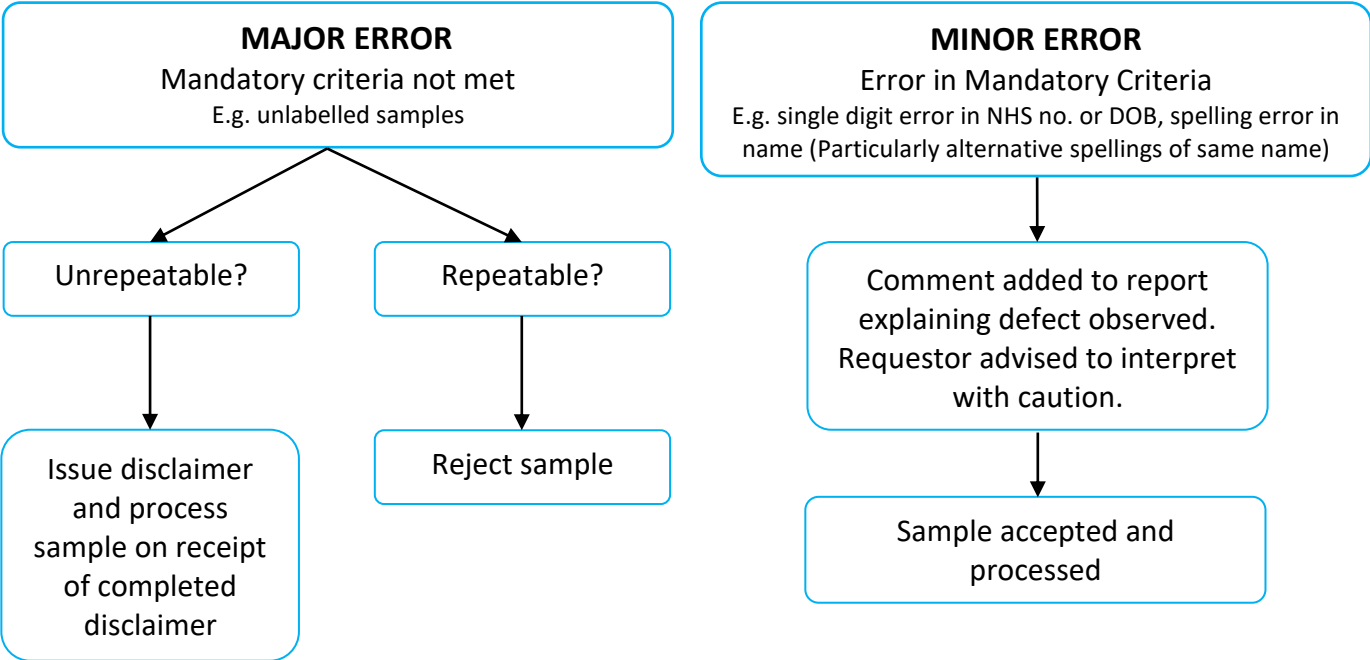 MAJOR ERROR
Mandatory criteria not met
E.g. unlabelled samples
MINOR ERROR
Error in Mandatory Criteria
E.g. single digit error in NHS no. or DOB, spelling error in
name (Particularly alternative spellings of same name)
Unrepeatable?
Repeatable?
Issue disclaimer
and process
sample on receipt
of completed
disclaimer
Reject sample
Comment added to report
explaining defect observed.
Requestor advised to interpret
with caution.
Sample accepted and
processed